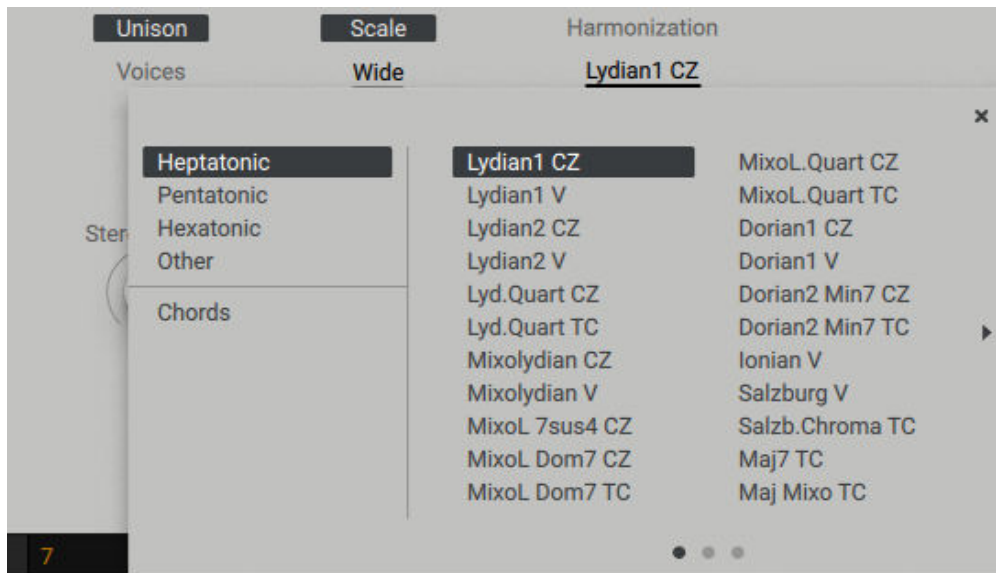 Unison Scale Harmonization
Voices Wide Lydian1 CZ
×
Heptatonic
Pentatonic
Hexatonic
Other
Chords
Lydian1 CZ
Lydian1 V
Lydian2 CZ
Lydian2 V
Lyd.Quart CZ
Lyd.Quart TC
Mixolydian CZ
Mixolydian V
MixoL 7sus4 CZ
MixoL Dom7 CZ
MixoL Dom7 TC
MixoL.Quart CZ
MixoL.Quart TC
Dorian1 CZ
Dorian1 V
Dorian2 Min7 CZ
Dorian2 Min7 TC
Ionian V
Salzburg V
Salzb.Chroma TC
Maj7 TC
Maj Mixo TC
Ster
7